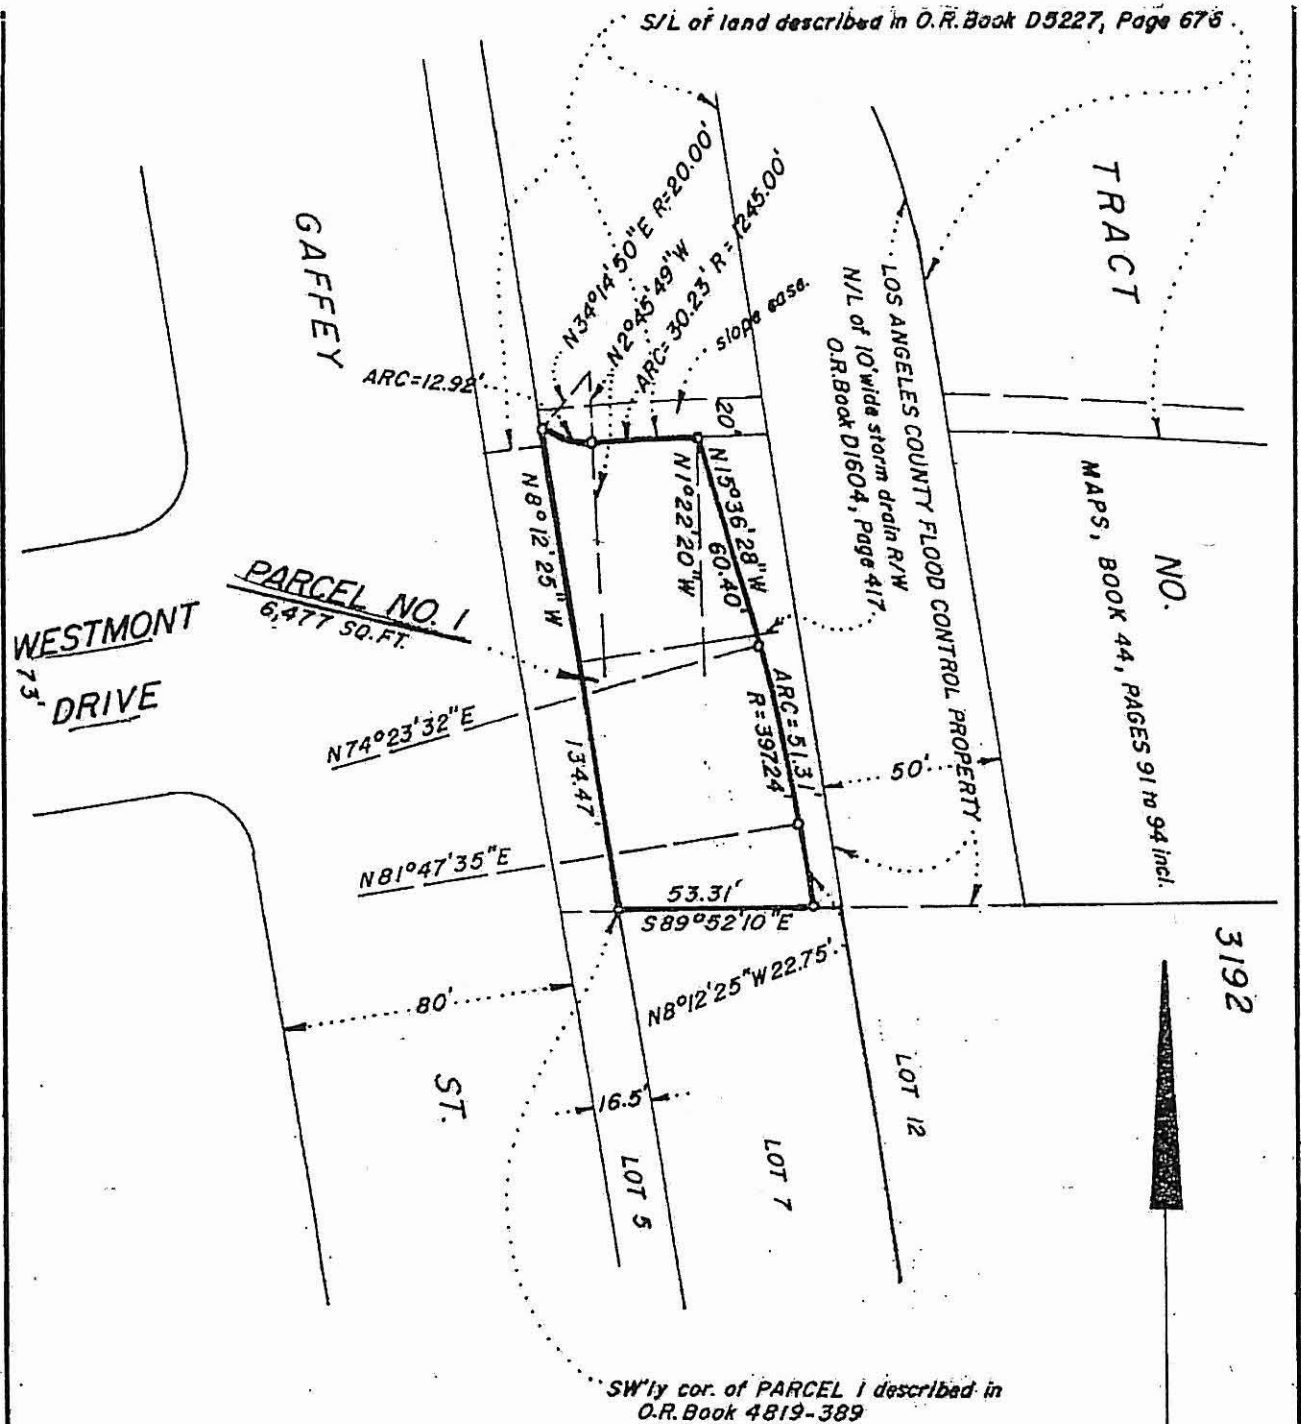 S/L of land described in O.R. Book D5227, Page 676
TRACT
GAFFEY
N34°14'50"E R=20.00'
N2°45'49"W
ARC=30.23' R=1245.00'
slope ease.
LOS ANGELES COUNTY FLOOD CONTROL PROPERTY
N/L of 10' wide storm drain R/W
O.R. Book D1604, Page 417
ARC=12.92'
20'
N15°36'28"W
60.40'
N1°22'20"W
N8°12'25"W
MAPS, BOOK 44, PAGES 91 to 94 incl.
NO.
PARCEL NO. 1
6,477 SQ.FT.
WESTMONT
73'
DRIVE
N74°23'32"E
134.47'
ARC=51.31'
R=397.24'
50'
N81°47'35"E
53.31'
S89°52'10"E
N8°12'25"W 22.75'
3192
80'
ST.
16.5'
LOT 5
LOT 7
LOT 12
SW'ly cor. of PARCEL 1 described in
O.R. Book 4819-389